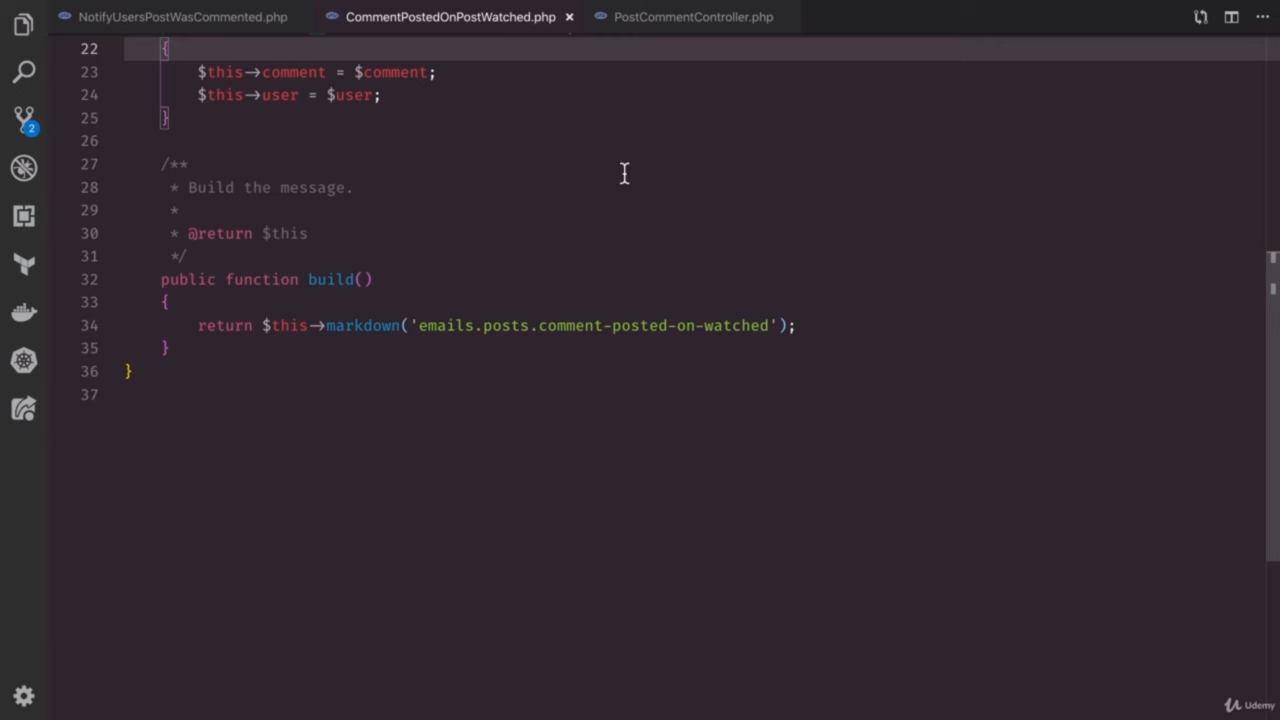 NotifyUsersPostWasCommented.php
CommentPostedOnPostWatched.php ×
PostCommentController.php
22 {
23 $this->comment = $comment;
24 $this->user = $user;
25 }
26
27 /**
28 * Build the message.
29 *
30 * @return $this
31 */
32 public function build()
33 {
34 return $this->markdown('emails.posts.comment-posted-on-watched');
35 }
36 }
37
2
Udemy